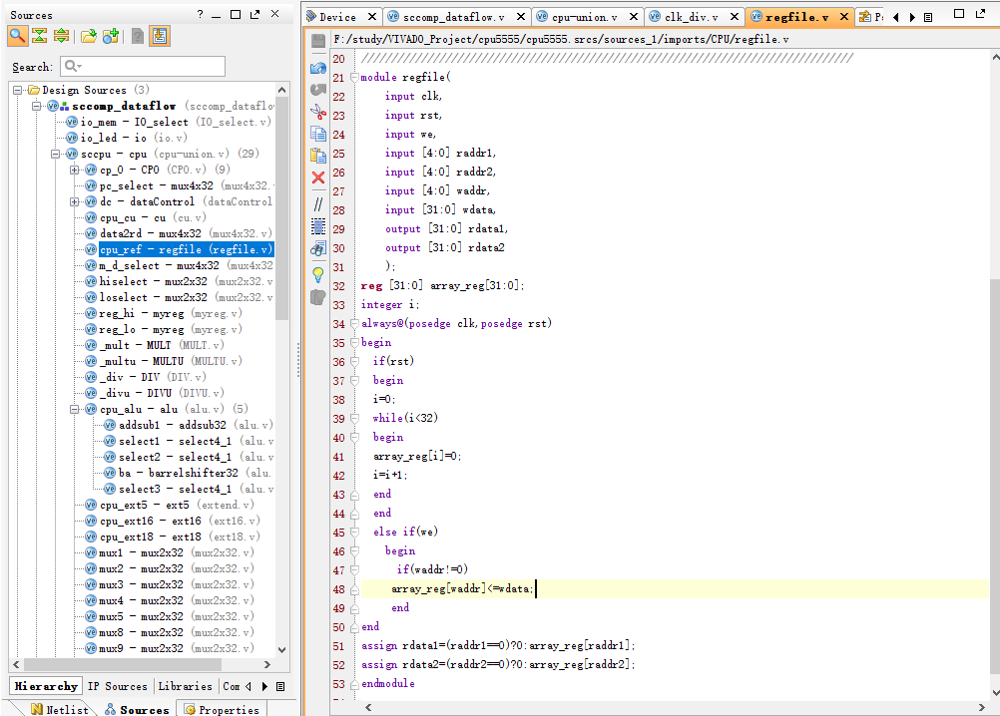 Sources
Search:
Design Sources (3)
sccomp_dataflow (sccomp_dataflow
io_mem - IO_select (IO_select.v)
io_led - io (io.v)
sccpu - cpu (cpu-union.v) (29)
cp_0 - CP0 (CP0.v) (9)
pc_select - mux4x32 (mux4x32.
dc - dataControl (dataControl
cpu_cu - cu (cu.v)
data2rd - mux4x32 (mux4x32.v)
cpu_ref - regfile (regfile.v)
m_d_select - mux4x32 (mux4x32
hiselect - mux2x32 (mux2x32.v)
loselect - mux2x32 (mux2x32.v)
reg_hi - myreg (myreg.v)
reg_lo - myreg (myreg.v)
_mult - MULT (MULT.v)
_multu - MULTU (MULTU.v)
_div - DIV (DIV.v)
_divu - DIVU (DIVU.v)
cpu_alu - alu (alu.v) (5)
addsub1 - addsub32 (alu.v)
select1 - select4_1 (alu.v
select2 - select4_1 (alu.v
ba - barrelshifter32 (alu.
select3 - select4_1 (alu.v
cpu_ext5 - ext5 (extend.v)
cpu_ext16 - ext16 (ext16.v)
cpu_ext18 - ext18 (ext18.v)
mux1 - mux2x32 (mux2x32.v)
mux2 - mux2x32 (mux2x32.v)
mux3 - mux2x32 (mux2x32.v)
mux4 - mux2x32 (mux2x32.v)
mux5 - mux2x32 (mux2x32.v)
mux8 - mux2x32 (mux2x32.v)
mux9 - mux2x32 (mux2x32.v)
Hierarchy IP Sources Libraries Com
Netlist Sources Properties
Device sccomp_dataflow.v cpu-union.v clk_div.v regfile.v P
F:/study/VIVADO_Project/cpu5555/cpu5555.srcs/sources_1/imports/CPU/regfile.v
20 //////////////////////////////////////////////////////////////////////////////////
21 module regfile(
22 input clk,
23 input rst,
24 input we,
25 input [4:0] raddr1,
26 input [4:0] raddr2,
27 input [4:0] waddr,
28 input [31:0] wdata,
29 output [31:0] rdata1,
30 output [31:0] rdata2
31 );
32 reg [31:0] array_reg[31:0];
33 integer i;
34 always@(posedge clk,posedge rst)
35 begin
36 if(rst)
37 begin
38 i=0;
39 while(i<32)
40 begin
41 array_reg[i]=0;
42 i=i+1;
43 end
44 end
45 else if(we)
46 begin
47 if(waddr!=0)
48 array_reg[waddr]<=wdata;
49 end
50 end
51 assign rdata1=(raddr1==0)?0:array_reg[raddr1];
52 assign rdata2=(raddr2==0)?0:array_reg[raddr2];
53 endmodule